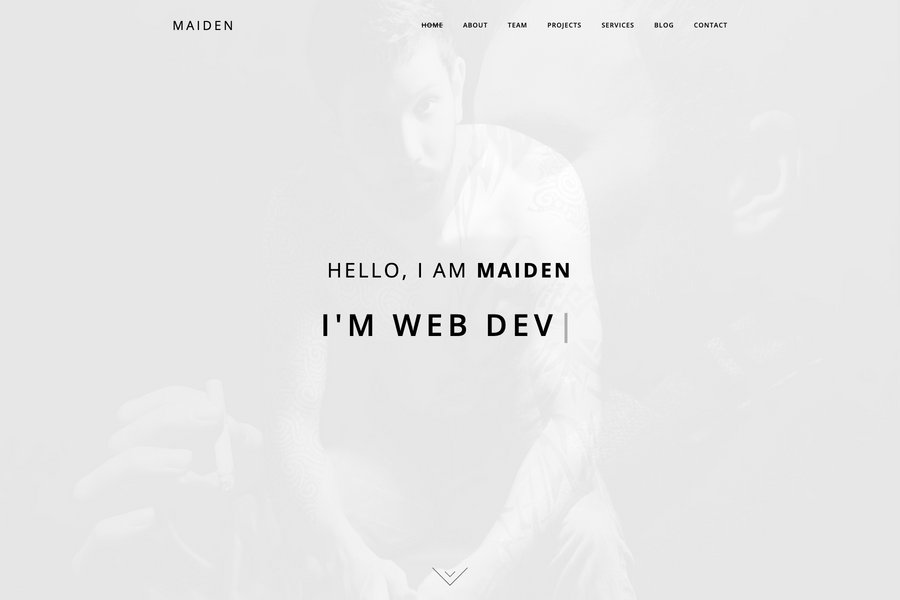 MAIDEN
HOME ABOUT TEAM PROJECTS SERVICES BLOG CONTACT
HELLO, I AM MAIDEN
I'M WEB DEV